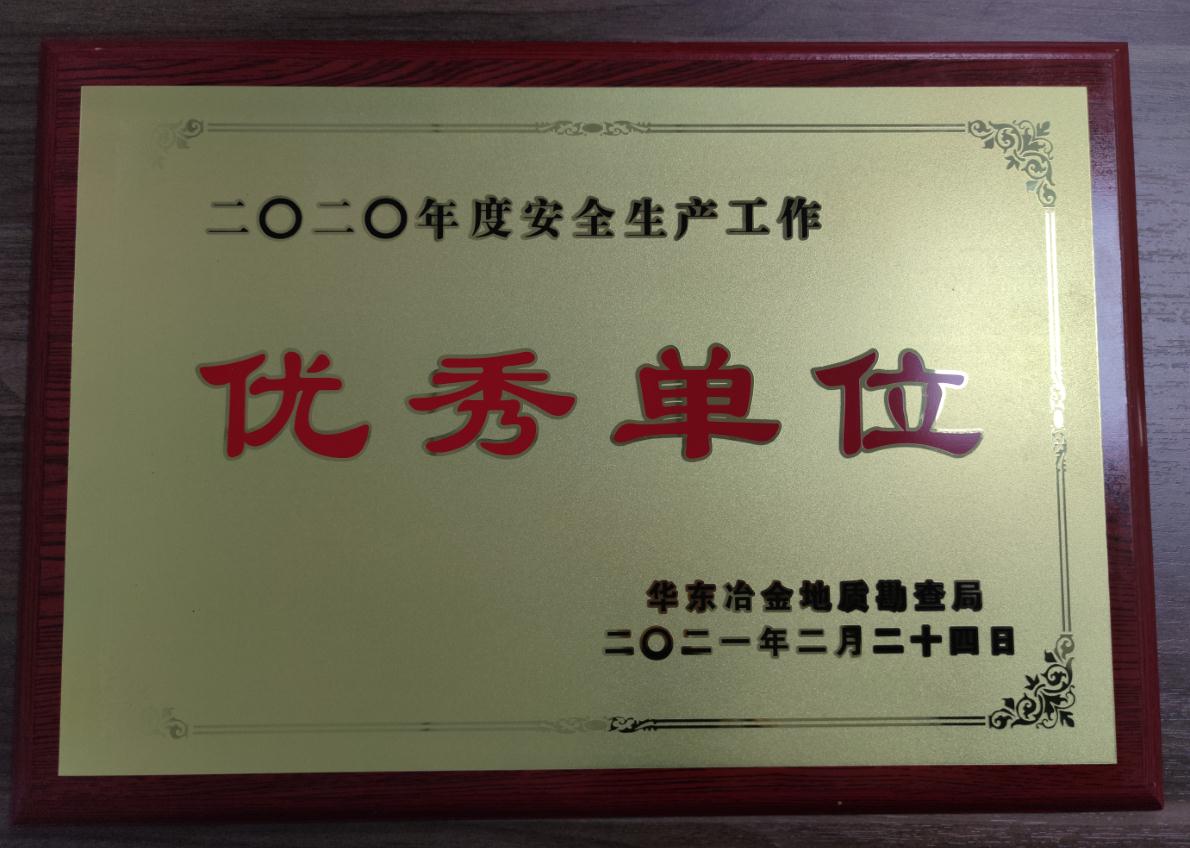 二〇二〇年度安全生产工作
优秀单位
华东冶金地质勘查局
二〇二一年二月二十四日